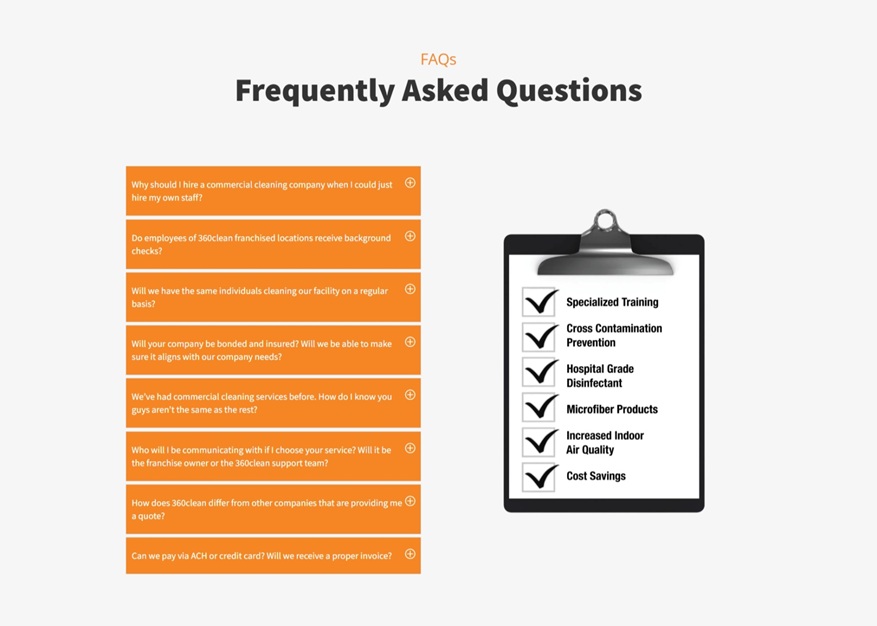 FAQs
Frequently Asked Questions
Why should I hire a commercial cleaning company when I could just
hire my own staff?
Do employees of 360clean franchised locations receive background
checks?
Will we have the same individuals cleaning our facility on a regular
basis?
Will your company be bonded and insured? Will we be able to make
sure it aligns with our company needs?
We've had commercial cleaning services before. How do I know you
guys aren't the same as the rest?
Who will I be communicating with if I choose your service? Will it be
the franchise owner or the 360clean support team?
How does 360clean differ from other companies that are providing me
a quote?
Can we pay via ACH or credit card? Will we receive a proper invoice?
Specialized Training
Cross Contamination
Prevention
Hospital Grade
Disinfectant
Microfiber Products
Increased Indoor
Air Quality
Cost Savings